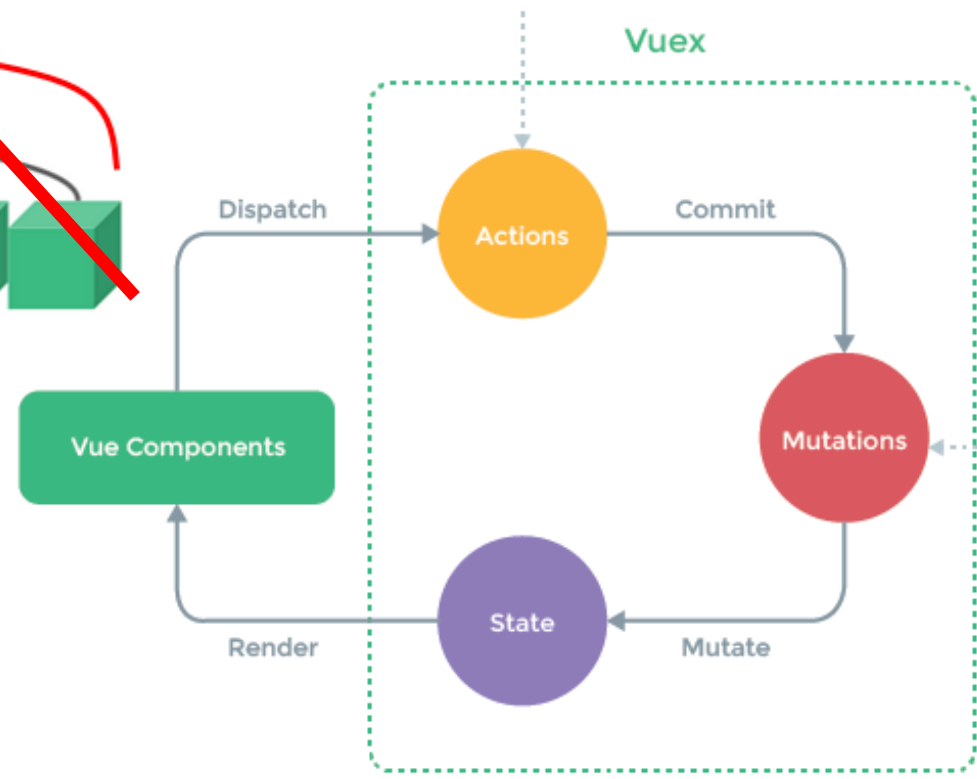 Vuex
Dispatch
Commit
Actions
Mutations
Vue Components
State
Render
Mutate